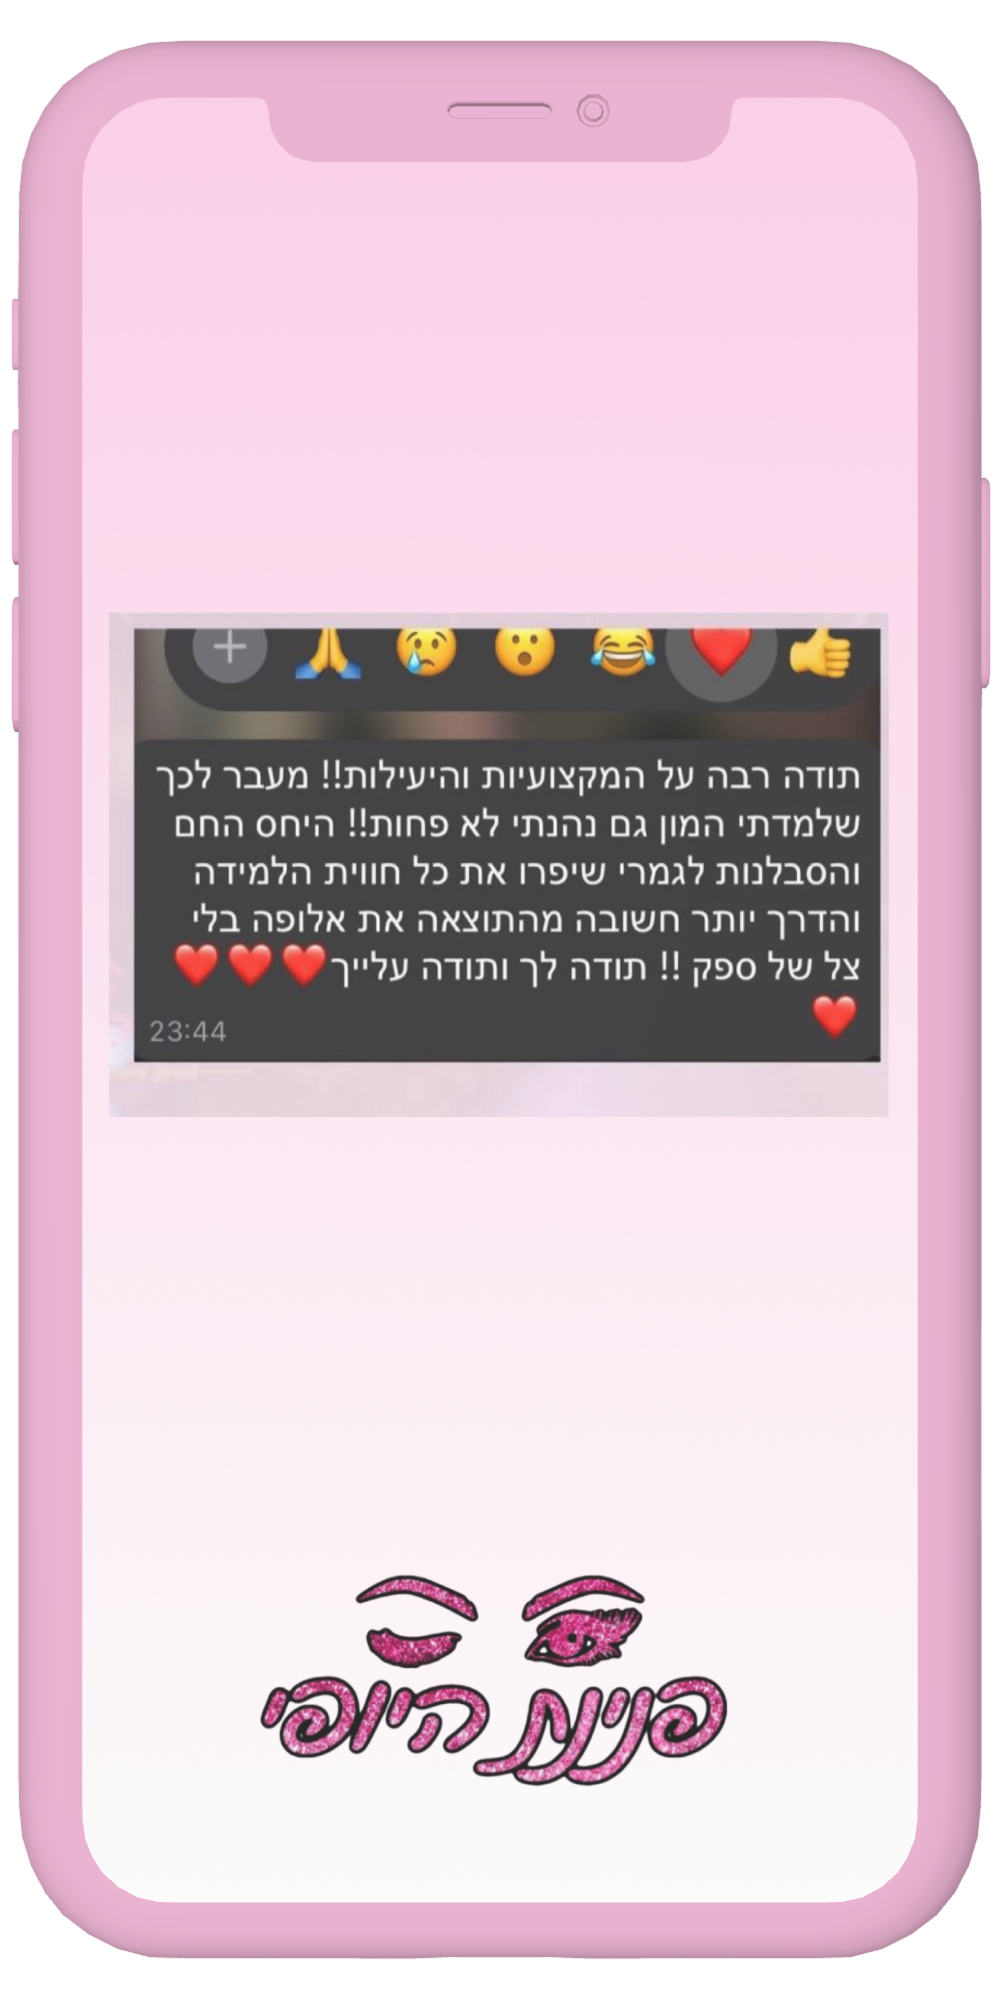 תודה רבה על המקצועיות והיעילות!! מעבר לכך
שלמדתי המון גם נהנתי לא פחות!! היחס החם
והסבלנות לגמרי שיפרו את כל חווית הלמידה
והדרך יותר חשובה מהתוצאה את אלופה בלי
צל של ספק !! תודה לך ותודה עלייך❤️❤️❤️
❤️
23:44
פנינת היופי